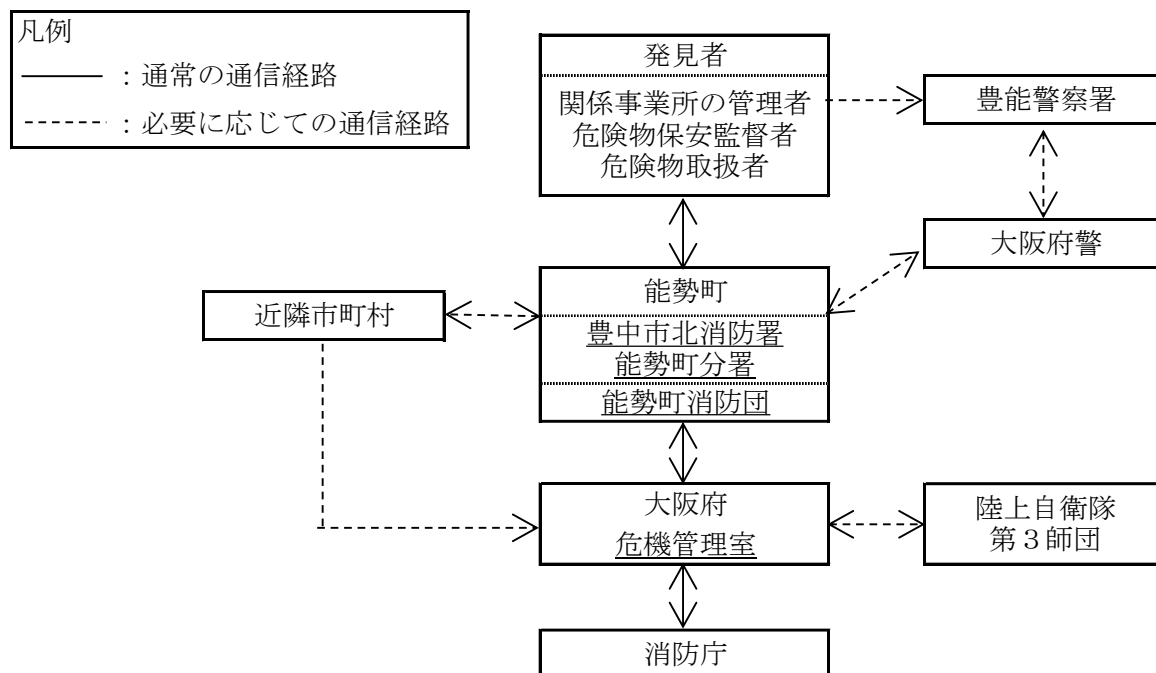 凡例
：通常の通信経路
：必要に応じての通信経路
発見者
関係事業所の管理者
危険物保安監督者
危険物取扱者
豊能警察署
大阪府警
能勢町
豊中市北消防署
能勢町分署
能勢町消防団
近隣市町村
大阪府
危機管理室
陸上自衛隊
第３師団
消防庁